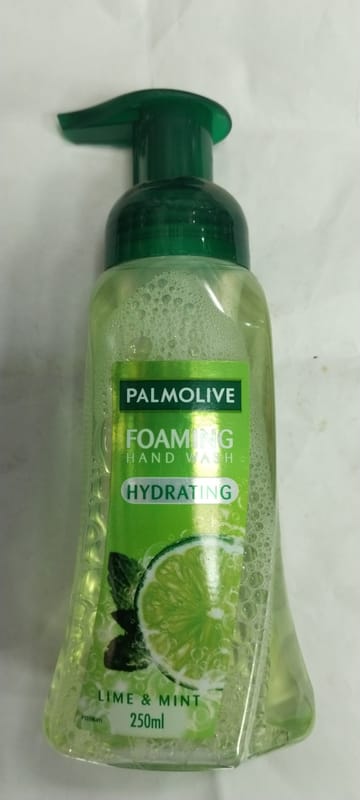 PALMOLIVE
FOAMING
HAND WASH
HYDRATING
LIME & MINT
250ml